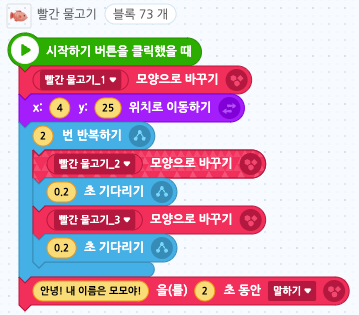 빨간 물고기 블록 73 개
시작하기 버튼을 클릭했을 때
빨간 물고기_1 모양으로 바꾸기
x: 4 y: 25 위치로 이동하기
2 번 반복하기
빨간 물고기_2 모양으로 바꾸기
0.2 초 기다리기
빨간 물고기_3 모양으로 바꾸기
0.2 초 기다리기
안녕! 내 이름은 모모야! 을(를) 2 초 동안 말하기